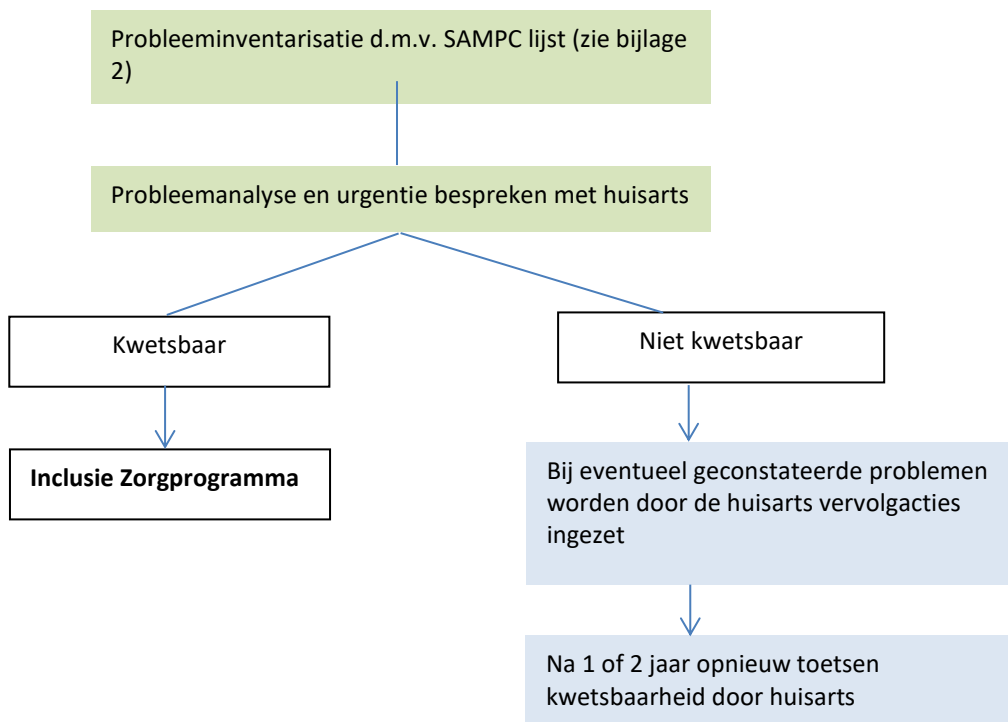 Probleeminventarisatie d.m.v. SAMPC lijst (zie bijlage
2)
Probleemanalyse en urgentie bespreken met huisarts
Kwetsbaar
Niet kwetsbaar
Inclusie Zorgprogramma
Bij eventueel geconstateerde problemen
worden door de huisarts vervolgacties
ingezet
Na 1 of 2 jaar opnieuw toetsen
kwetsbaarheid door huisarts